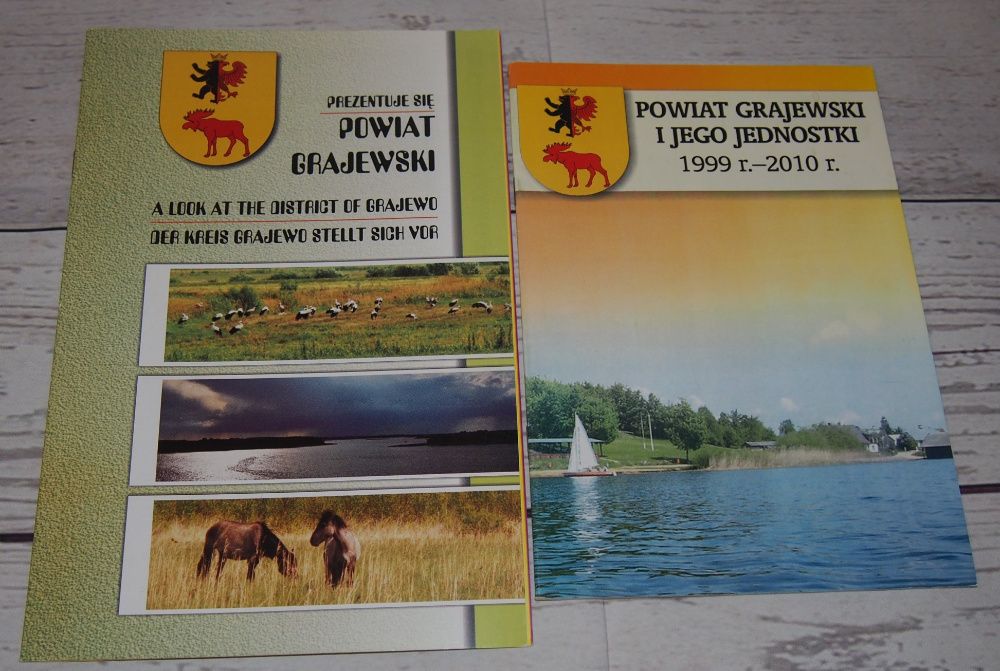 PREZENTUJE SIĘ
POWIAT
GRAJEWSKI
A LOOK AT THE DISTRICT OF GRAJEWO
DER KREIS GRAJEWO STELLT SICH VOR
POWIAT GRAJEWSKI
I JEGO JEDNOSTKI
1999 r.–2010 r.